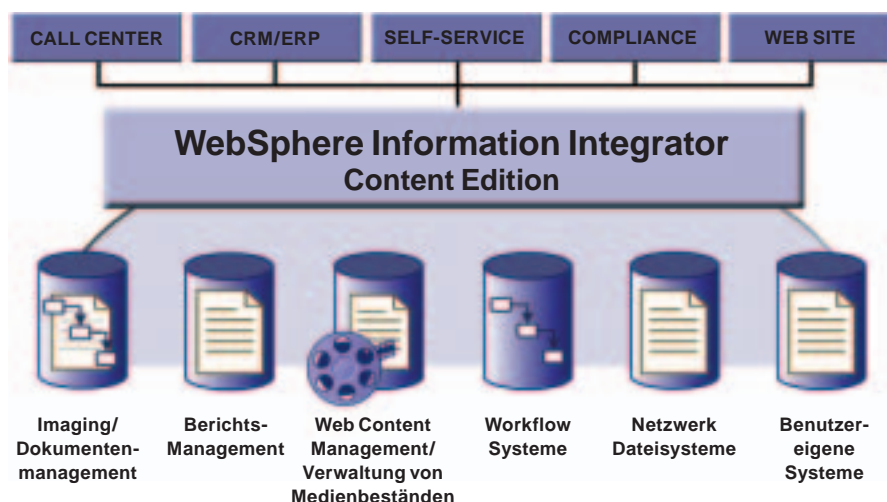 CALL CENTER
CRM/ERP
SELF-SERVICE
COMPLIANCE
WEB SITE
WebSphere Information Integrator
Content Edition
Imaging/
Dokumenten-
management
Berichts-
Management
Web Content
Management/
Verwaltung von
Medienbeständen
Workflow
Systeme
Netzwerk
Dateisysteme
Benutzer-
eigene
Systeme